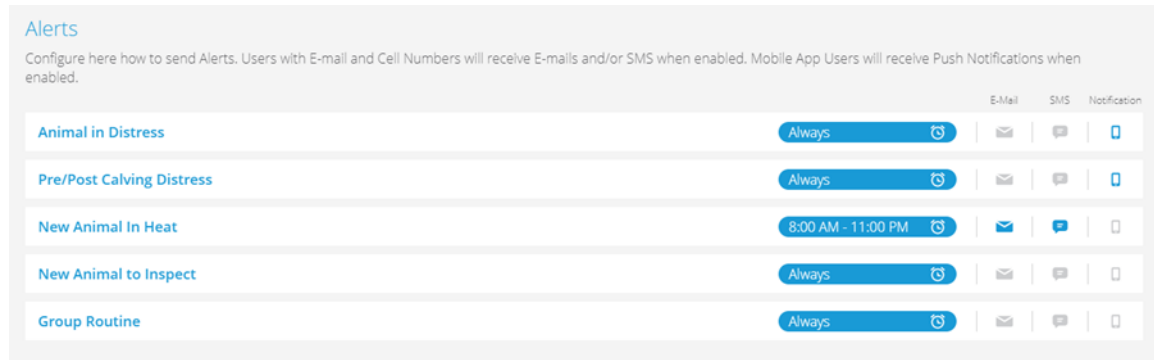 Alerts
Configure here how to send Alerts. Users with E-mail and Cell Numbers will receive E-mails and/or SMS when enabled. Mobile App Users will receive Push Notifications when
enabled.
E-Mail SMS Notification
Animal in Distress Always
Pre/Post Calving Distress Always
New Animal In Heat 8:00 AM - 11:00 PM
New Animal to Inspect Always
Group Routine Always